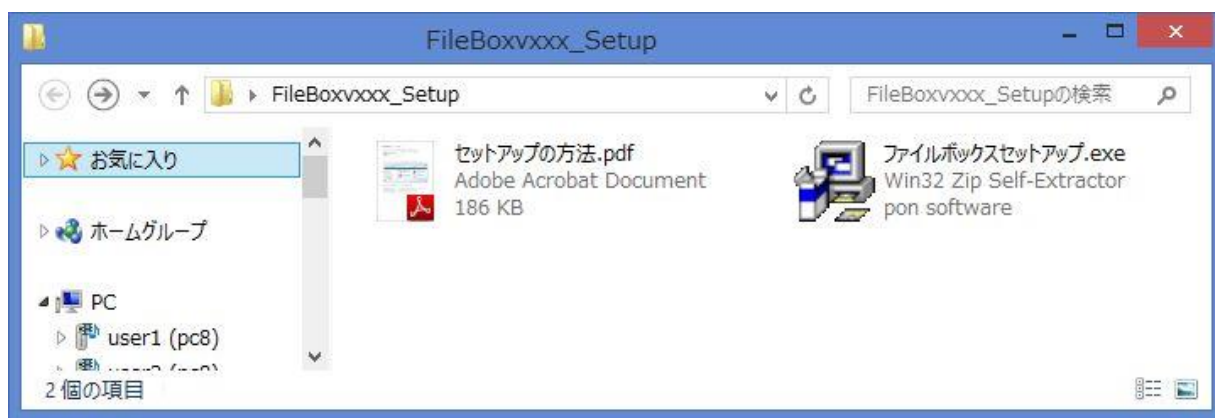 FileBoxvxxx_Setup
FileBoxvxxx_Setup
FileBoxvxxx_Setupの検索
お気に入り
ホームグループ
PC
user1 (pc8)
セットアップの方法.pdf
Adobe Acrobat Document
186 KB
ファイルボックスセットアップ.exe
Win32 Zip Self-Extractor
pon software
2 個の項目